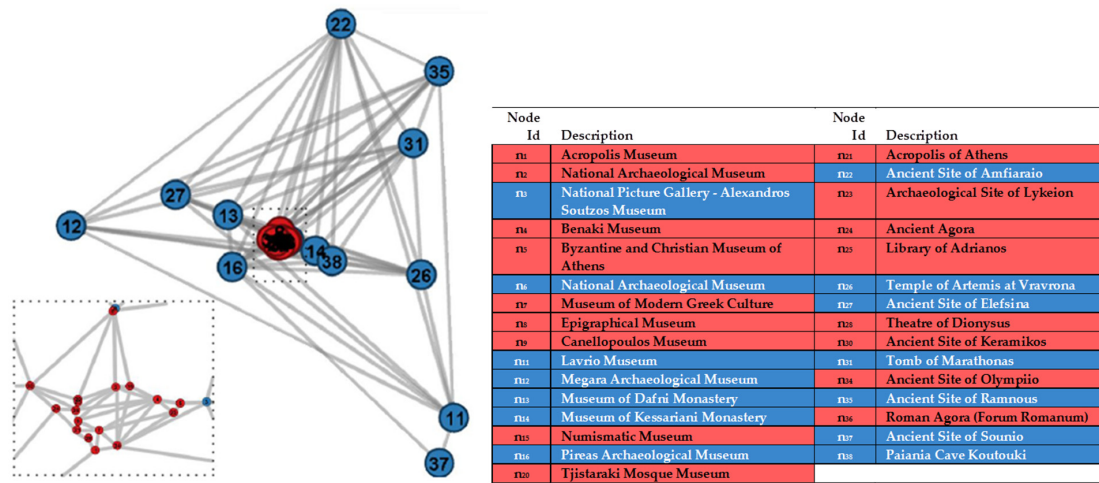 22
35
31
27
13
12
14
38
16
26
11
37
Node
Id Description
n1 Acropolis Museum
n2 National Archaeological Museum
n3 National Picture Gallery - Alexandros
Soutzos Museum
n4 Benaki Museum
n5 Byzantine and Christian Museum of
Athens
n6 National Archaeological Museum
n7 Museum of Modern Greek Culture
n8 Epigraphical Museum
n9 Canellopoulos Museum
n11 Lavrio Museum
n12 Megara Archaeological Museum
n13 Museum of Dafni Monastery
n14 Museum of Kessariani Monastery
n15 Numismatic Museum
n16 Pireas Archaeological Museum
n20 Tjistaraki Mosque Museum
Node
Id Description
n21 Acropolis of Athens
n22 Ancient Site of Amfiaraio
n23 Archaeological Site of Lykeion
n24 Ancient Agora
n25 Library of Adrianos
n26 Temple of Artemis at Vravrona
n27 Ancient Site of Elefsina
n28 Theatre of Dionysus
n30 Ancient Site of Keramikos
n31 Tomb of Marathonas
n34 Ancient Site of Olympiio
n35 Ancient Site of Ramnous
n36 Roman Agora (Forum Romanum)
n37 Ancient Site of Sounio
n38 Paiania Cave Koutouki